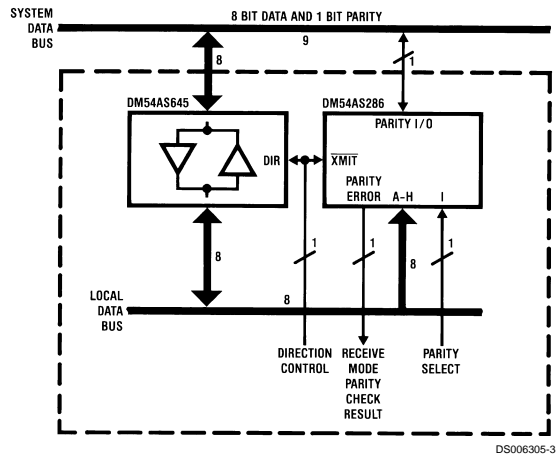 SYSTEM
DATA
BUS
8 BIT DATA AND 1 BIT PARITY
9
8
1
DM54AS645
DM54AS286
PARITY I/O
DIR
XMIT
PARITY
ERROR
A-H
I
8
1
1
8
1
LOCAL
DATA
BUS
8
DIRECTION
CONTROL
RECEIVE
MODE
PARITY
CHECK
RESULT
PARITY
SELECT
DS006305-3